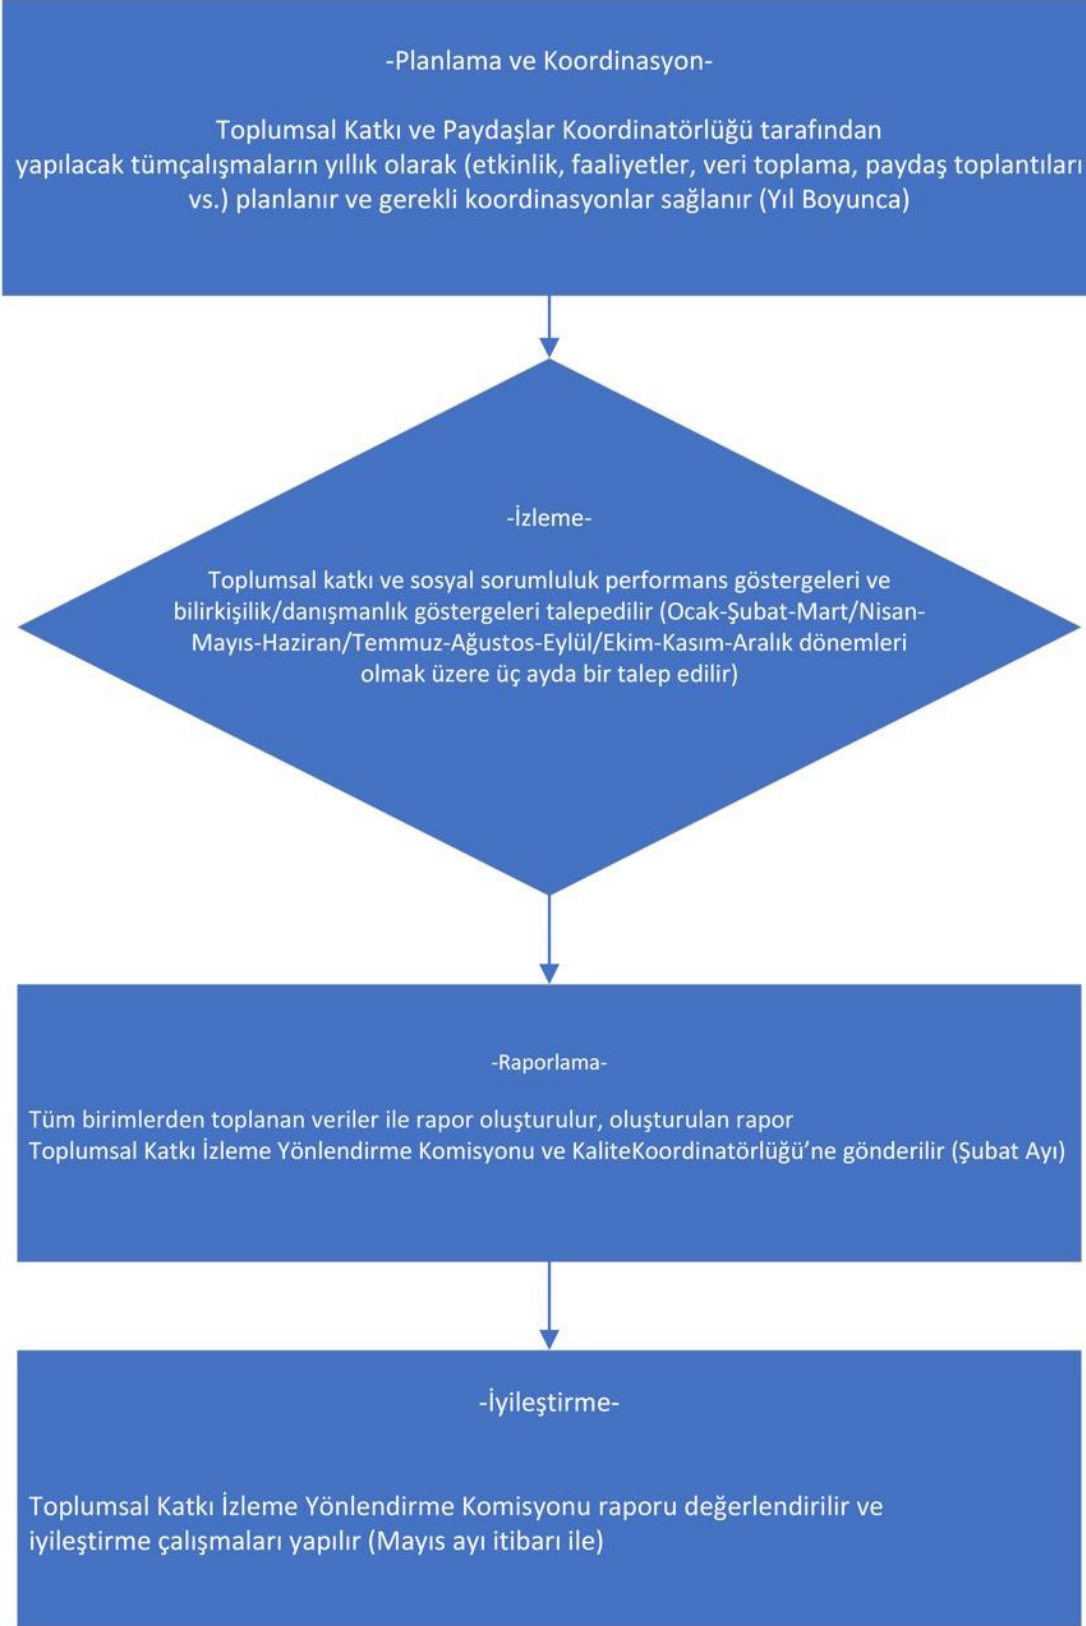 -Planlama ve Koordinasyon-
Toplumsal Katkı ve Paydaşlar Koordinatörlüğü tarafından
yapılacak tümçalışmaların yıllık olarak (etkinlik, faaliyetler, veri toplama, paydaş toplantıları
vs.) planlanır ve gerekli koordinasyonlar sağlanır (Yıl Boyunca)
-İzleme-
Toplumsal katkı ve sosyal sorumluluk performans göstergeleri ve
bilirkişilik/danışmanlık göstergeleri talepedilir (Ocak-Şubat-Mart/Nisan-
Mayıs-Haziran/Temmuz-Ağustos-Eylül/Ekim-Kasım-Aralık dönemleri
olmak üzere üç ayda bir talep edilir)
-Raporlama-
Tüm birimlerden toplanan veriler ile rapor oluşturulur, oluşturulan rapor
Toplumsal Katkı İzleme Yönlendirme Komisyonu ve KaliteKoordinatörlüğü’ne gönderilir (Şubat Ayı)
-İyileştirme-
Toplumsal Katkı İzleme Yönlendirme Komisyonu raporu değerlendirilir ve
iyileştirme çalışmaları yapılır (Mayıs ayı itibarı ile)